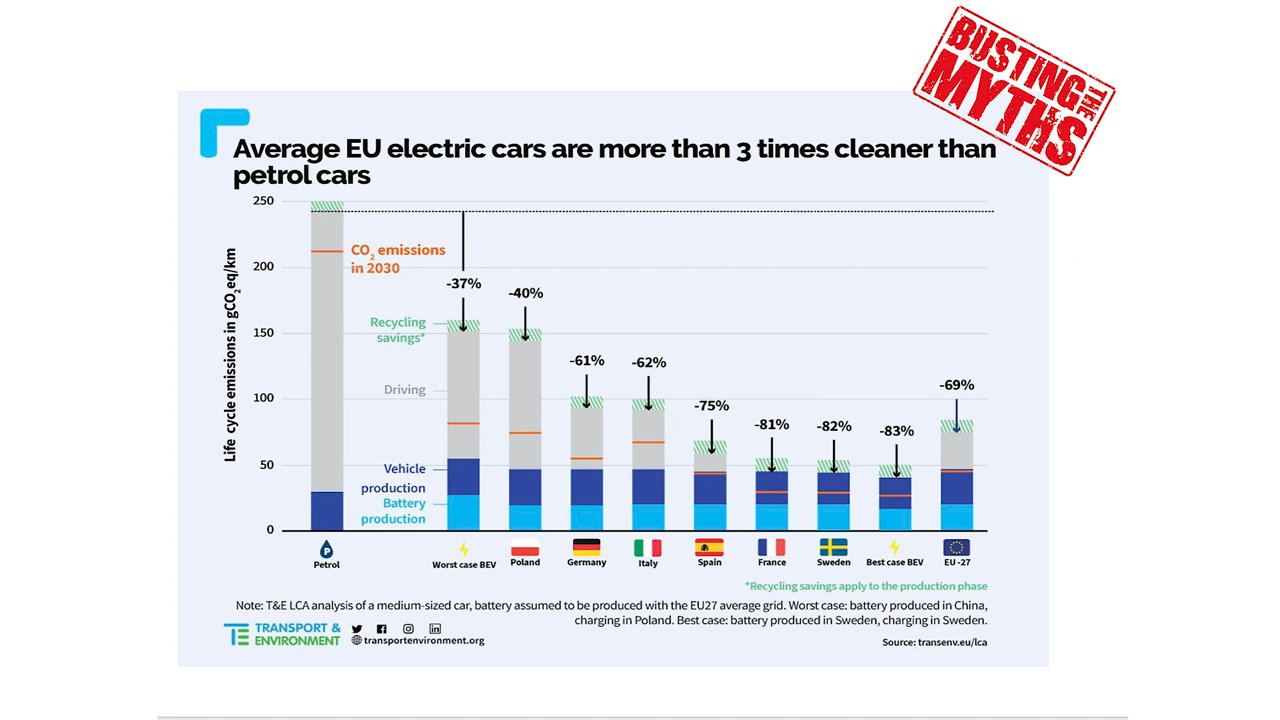 BUSTING
THE
MYTHS
Average EU electric cars are more than 3 times cleaner than
petrol cars
Life cycle emissions in gCO2eq/km
250
200
150
100
50
0
CO2 emissions
in 2030
Recycling
savings*
Driving
Vehicle
production
Battery
production
-37%
-40%
-61%
-62%
-75%
-81%
-82%
-83%
-69%
P
Petrol
Worst case BEV
Poland
Germany
Italy
Spain
France
Sweden
Best case BEV
EU -27
*Recycling savings apply to the production phase
Note: T&E LCA analysis of a medium-sized car, battery assumed to be produced with the EU27 average grid. Worst case: battery produced in China,
charging in Poland. Best case: battery produced in Sweden, charging in Sweden.
TRANSPORT &
ENVIRONMENT
transportenvironment.org
Source: transenv.eu/lca